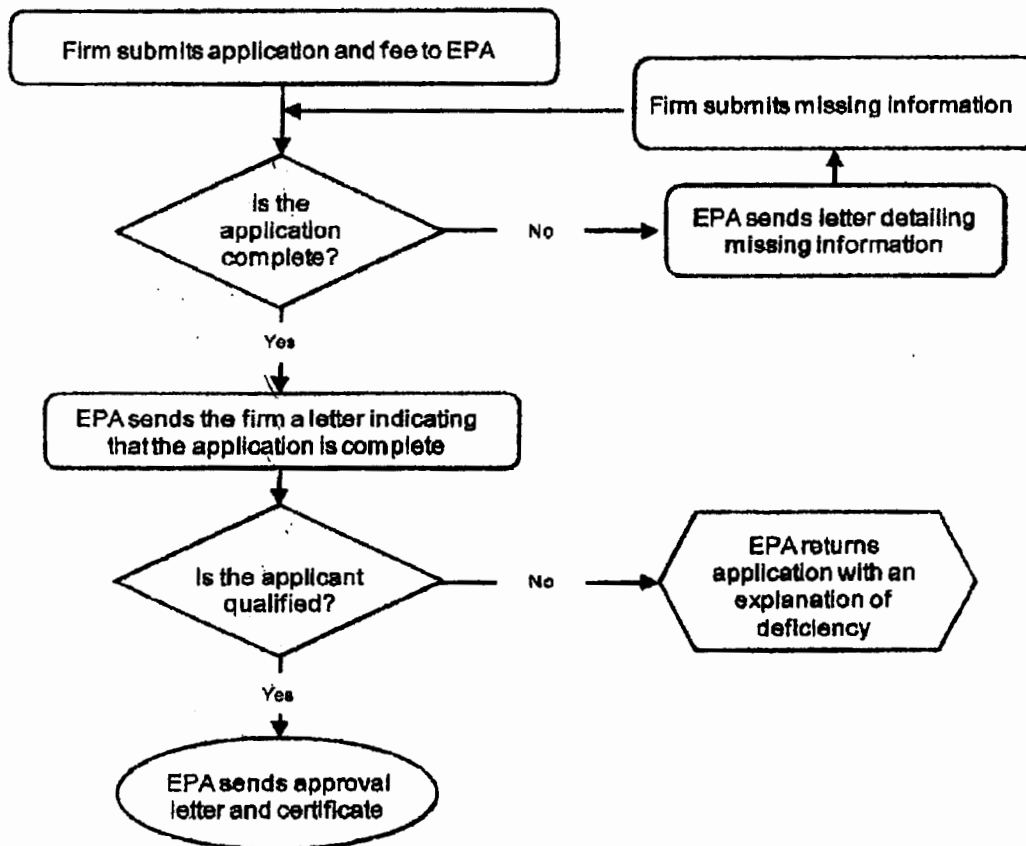 Firm submits application and fee to EPA
Firm submits missing information
Is the
application
complete?
No
EPA sends letter detailing
missing information
Yes
EPA sends the firm a letter indicating
that the application is complete
Is the applicant
qualified?
No
EPA returns
application with an
explanation of
deficiency
Yes
EPA sends approval
letter and certificate